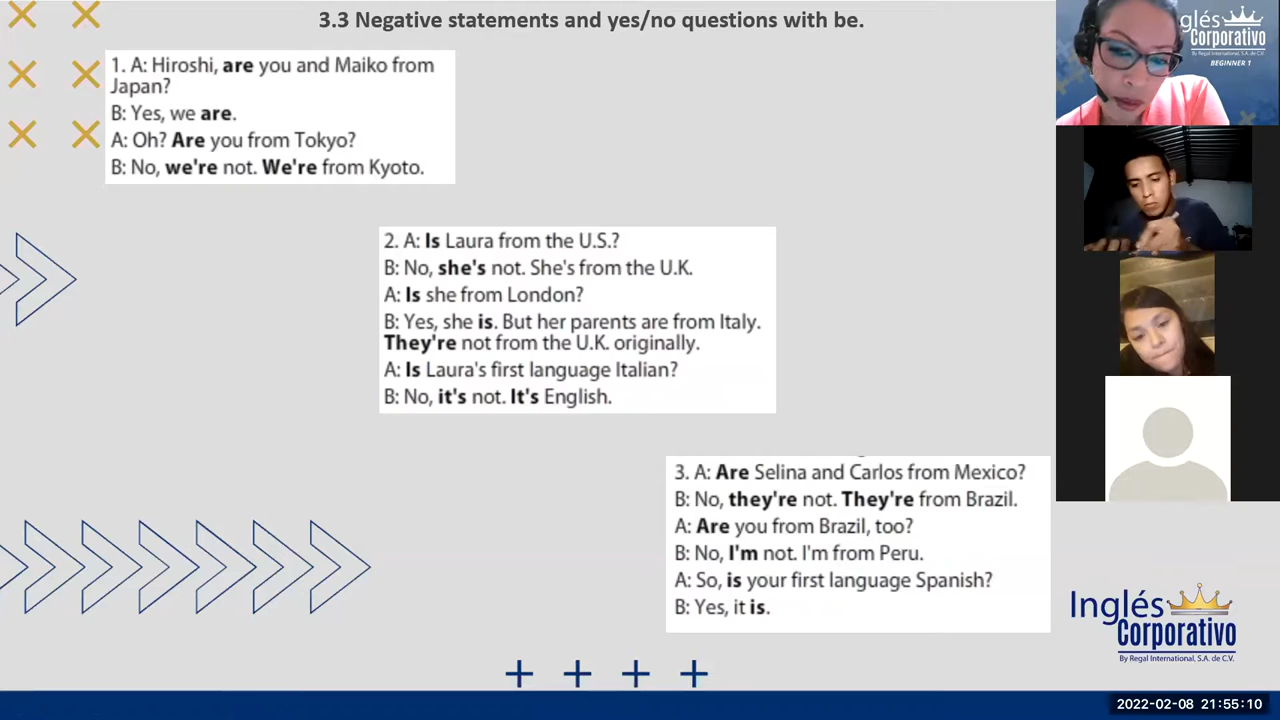 3.3 Negative statements and yes/no questions with be.
1. A: Hiroshi, are you and Maiko from
Japan?
B: Yes, we are.
A: Oh? Are you from Tokyo?
B: No, we're not. We're from Kyoto.
2. A: Is Laura from the U.S.?
B: No, she's not. She's from the U.K.
A: Is she from London?
B: Yes, she is. But her parents are from Italy.
They're not from the U.K. originally.
A: Is Laura's first language Italian?
B: No, it's not. It's English.
3. A: Are Selina and Carlos from Mexico?
B: No, they're not. They're from Brazil.
A: Are you from Brazil, too?
B: No, I'm not. I'm from Peru.
A: So, is your first language Spanish?
B: Yes, it is.
glés
Corporativo
By Regal International, S.A. de C.V.
BEGINNER 1
Inglés
Corporativo
By Regal International, S.A. de C.V.
2022-02-08 21:55:10